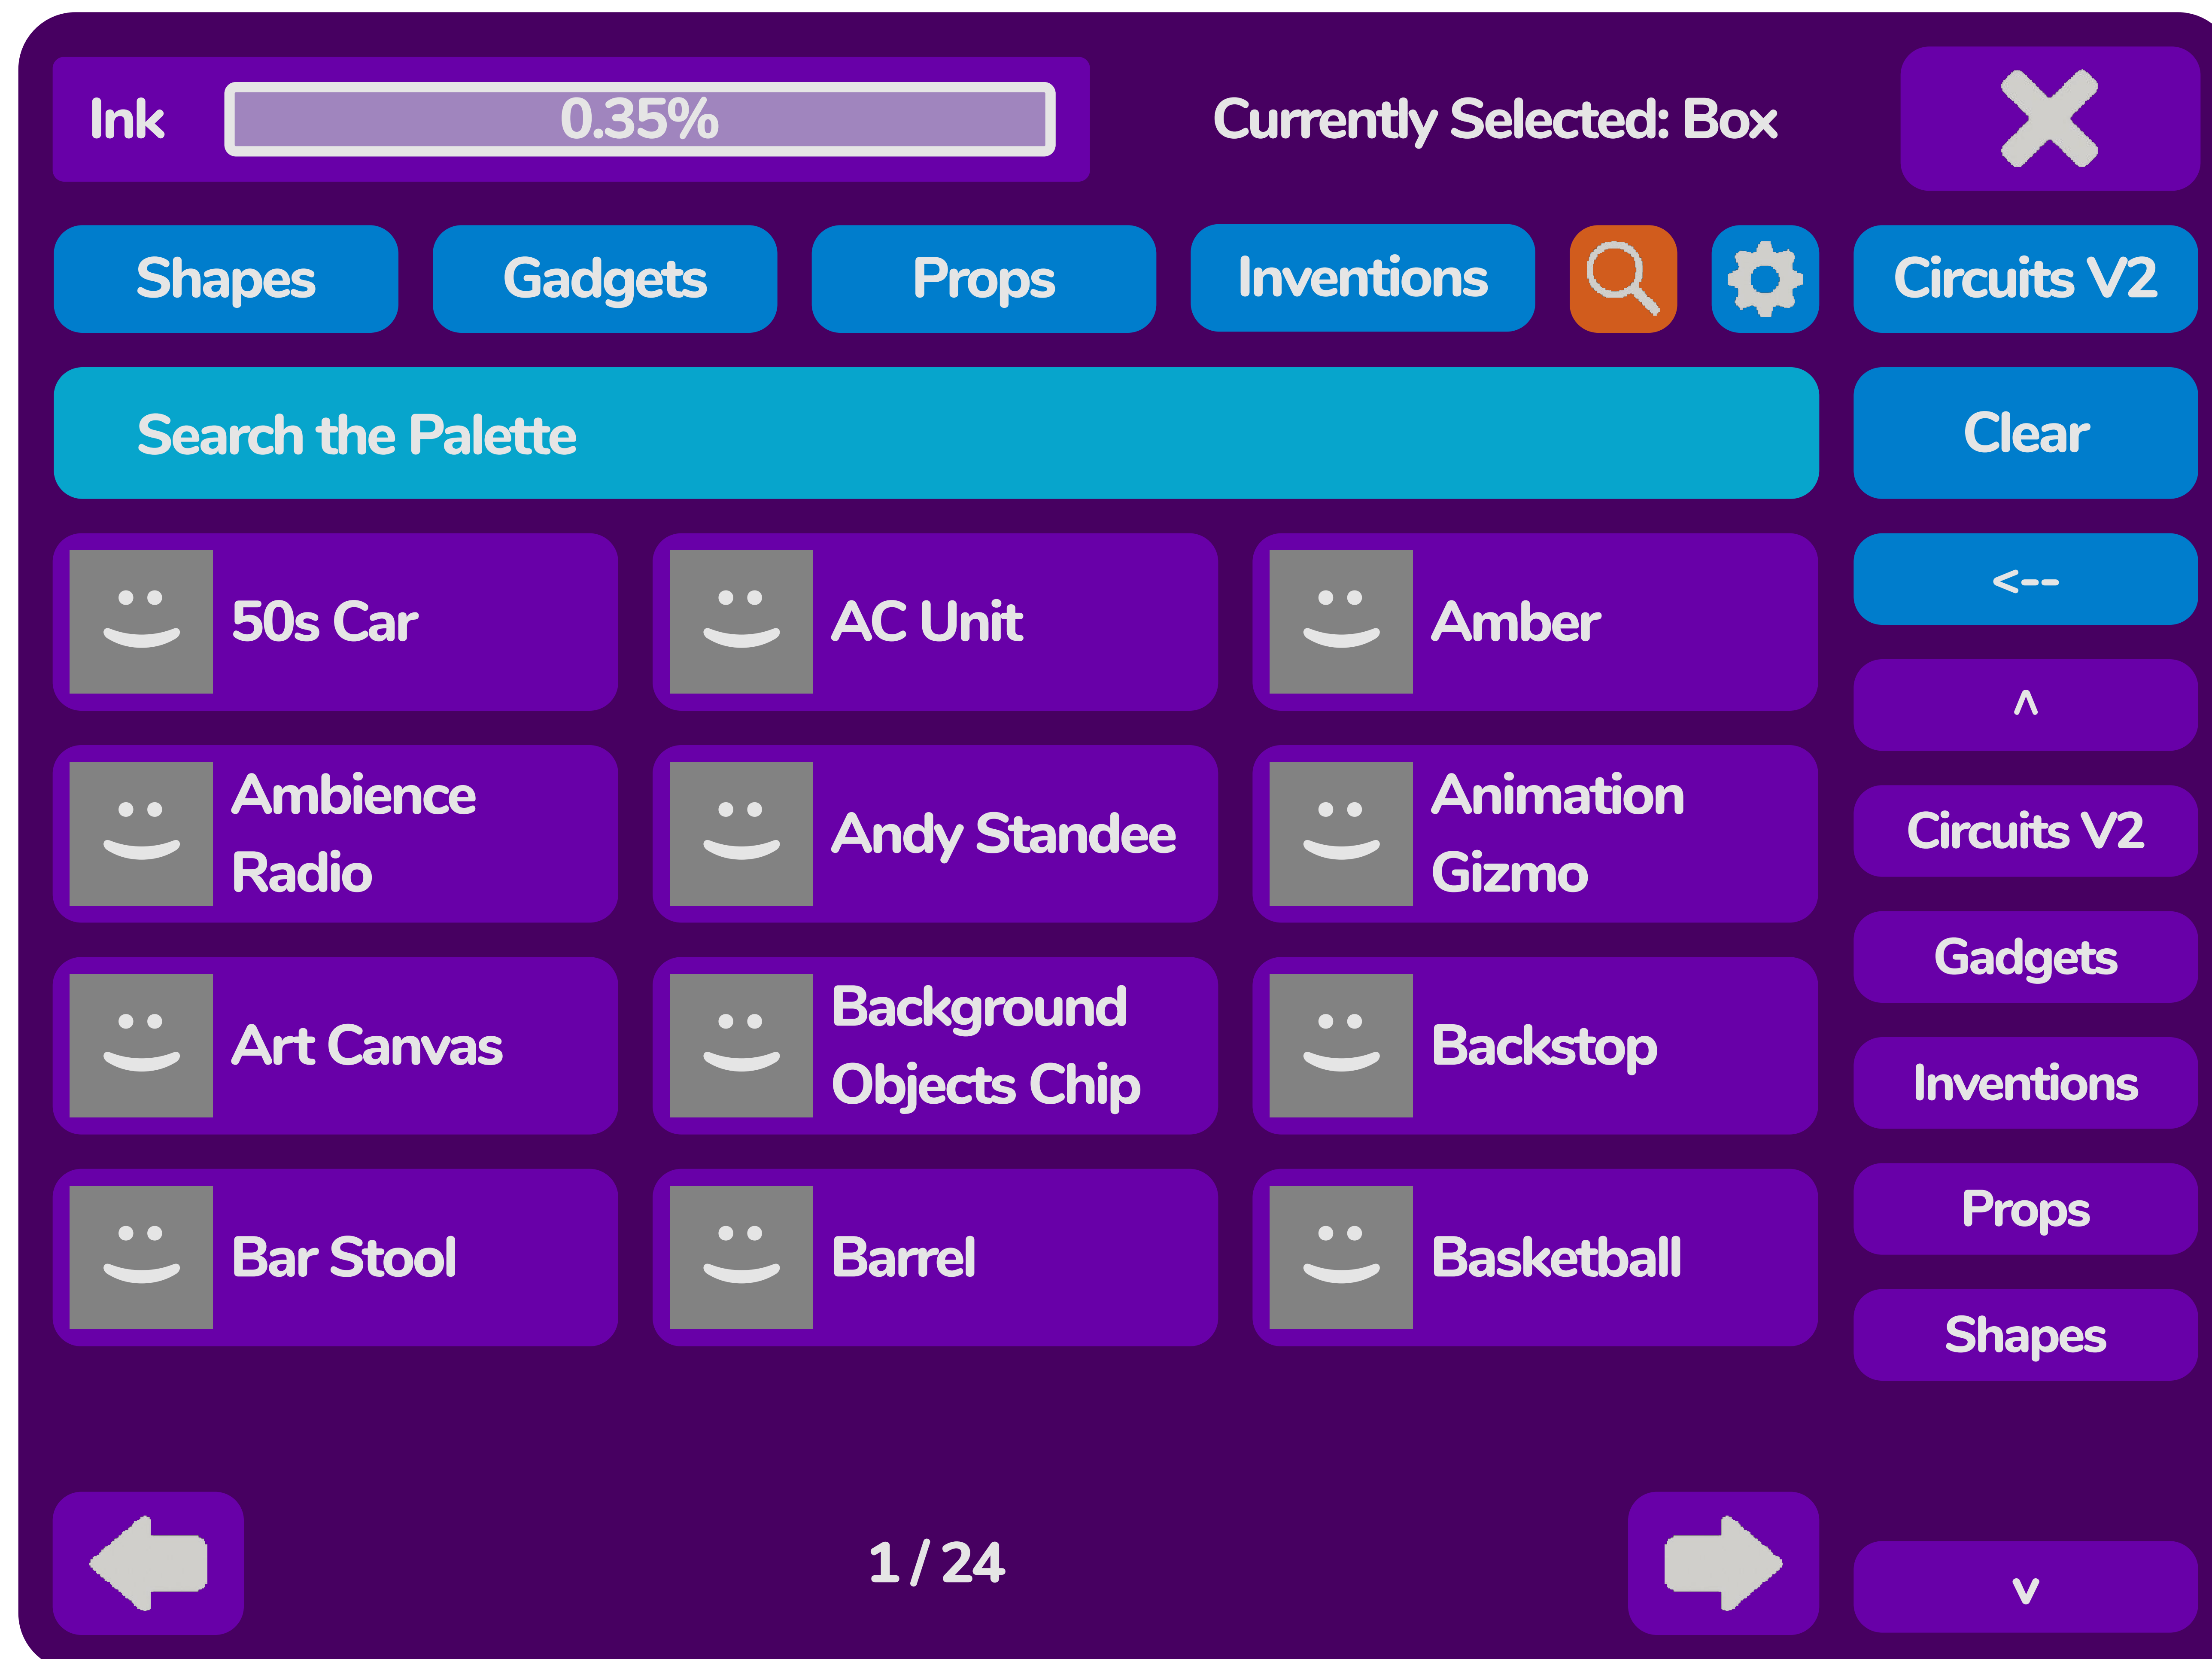 Ink
0.35%
Currently Selected: Box
Shapes
Gadgets
Props
Inventions
Circuits V2
Search the Palette
Clear
50s Car
AC Unit
Amber
<--
^
Ambience
Radio
Andy Standee
Animation
Gizmo
Circuits V2
Gadgets
Art Canvas
Background
Objects Chip
Backstop
Inventions
Bar Stool
Barrel
Basketball
Props
Shapes
1 / 24
v